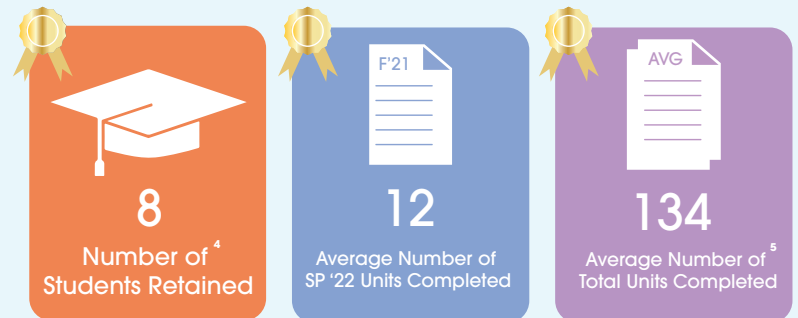 8
Number of 4
Students Retained
F'21
12
Average Number of
SP '22 Units Completed
AVG
134
Average Number of 5
Total Units Completed